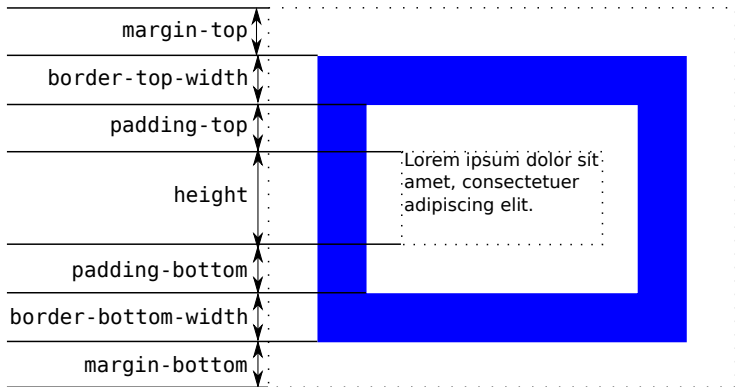 margin-top
border-top-width
padding-top
height
padding-bottom
border-bottom-width
margin-bottom
Lorem ipsum dolor sit
amet, consectetuer
adipiscing elit.